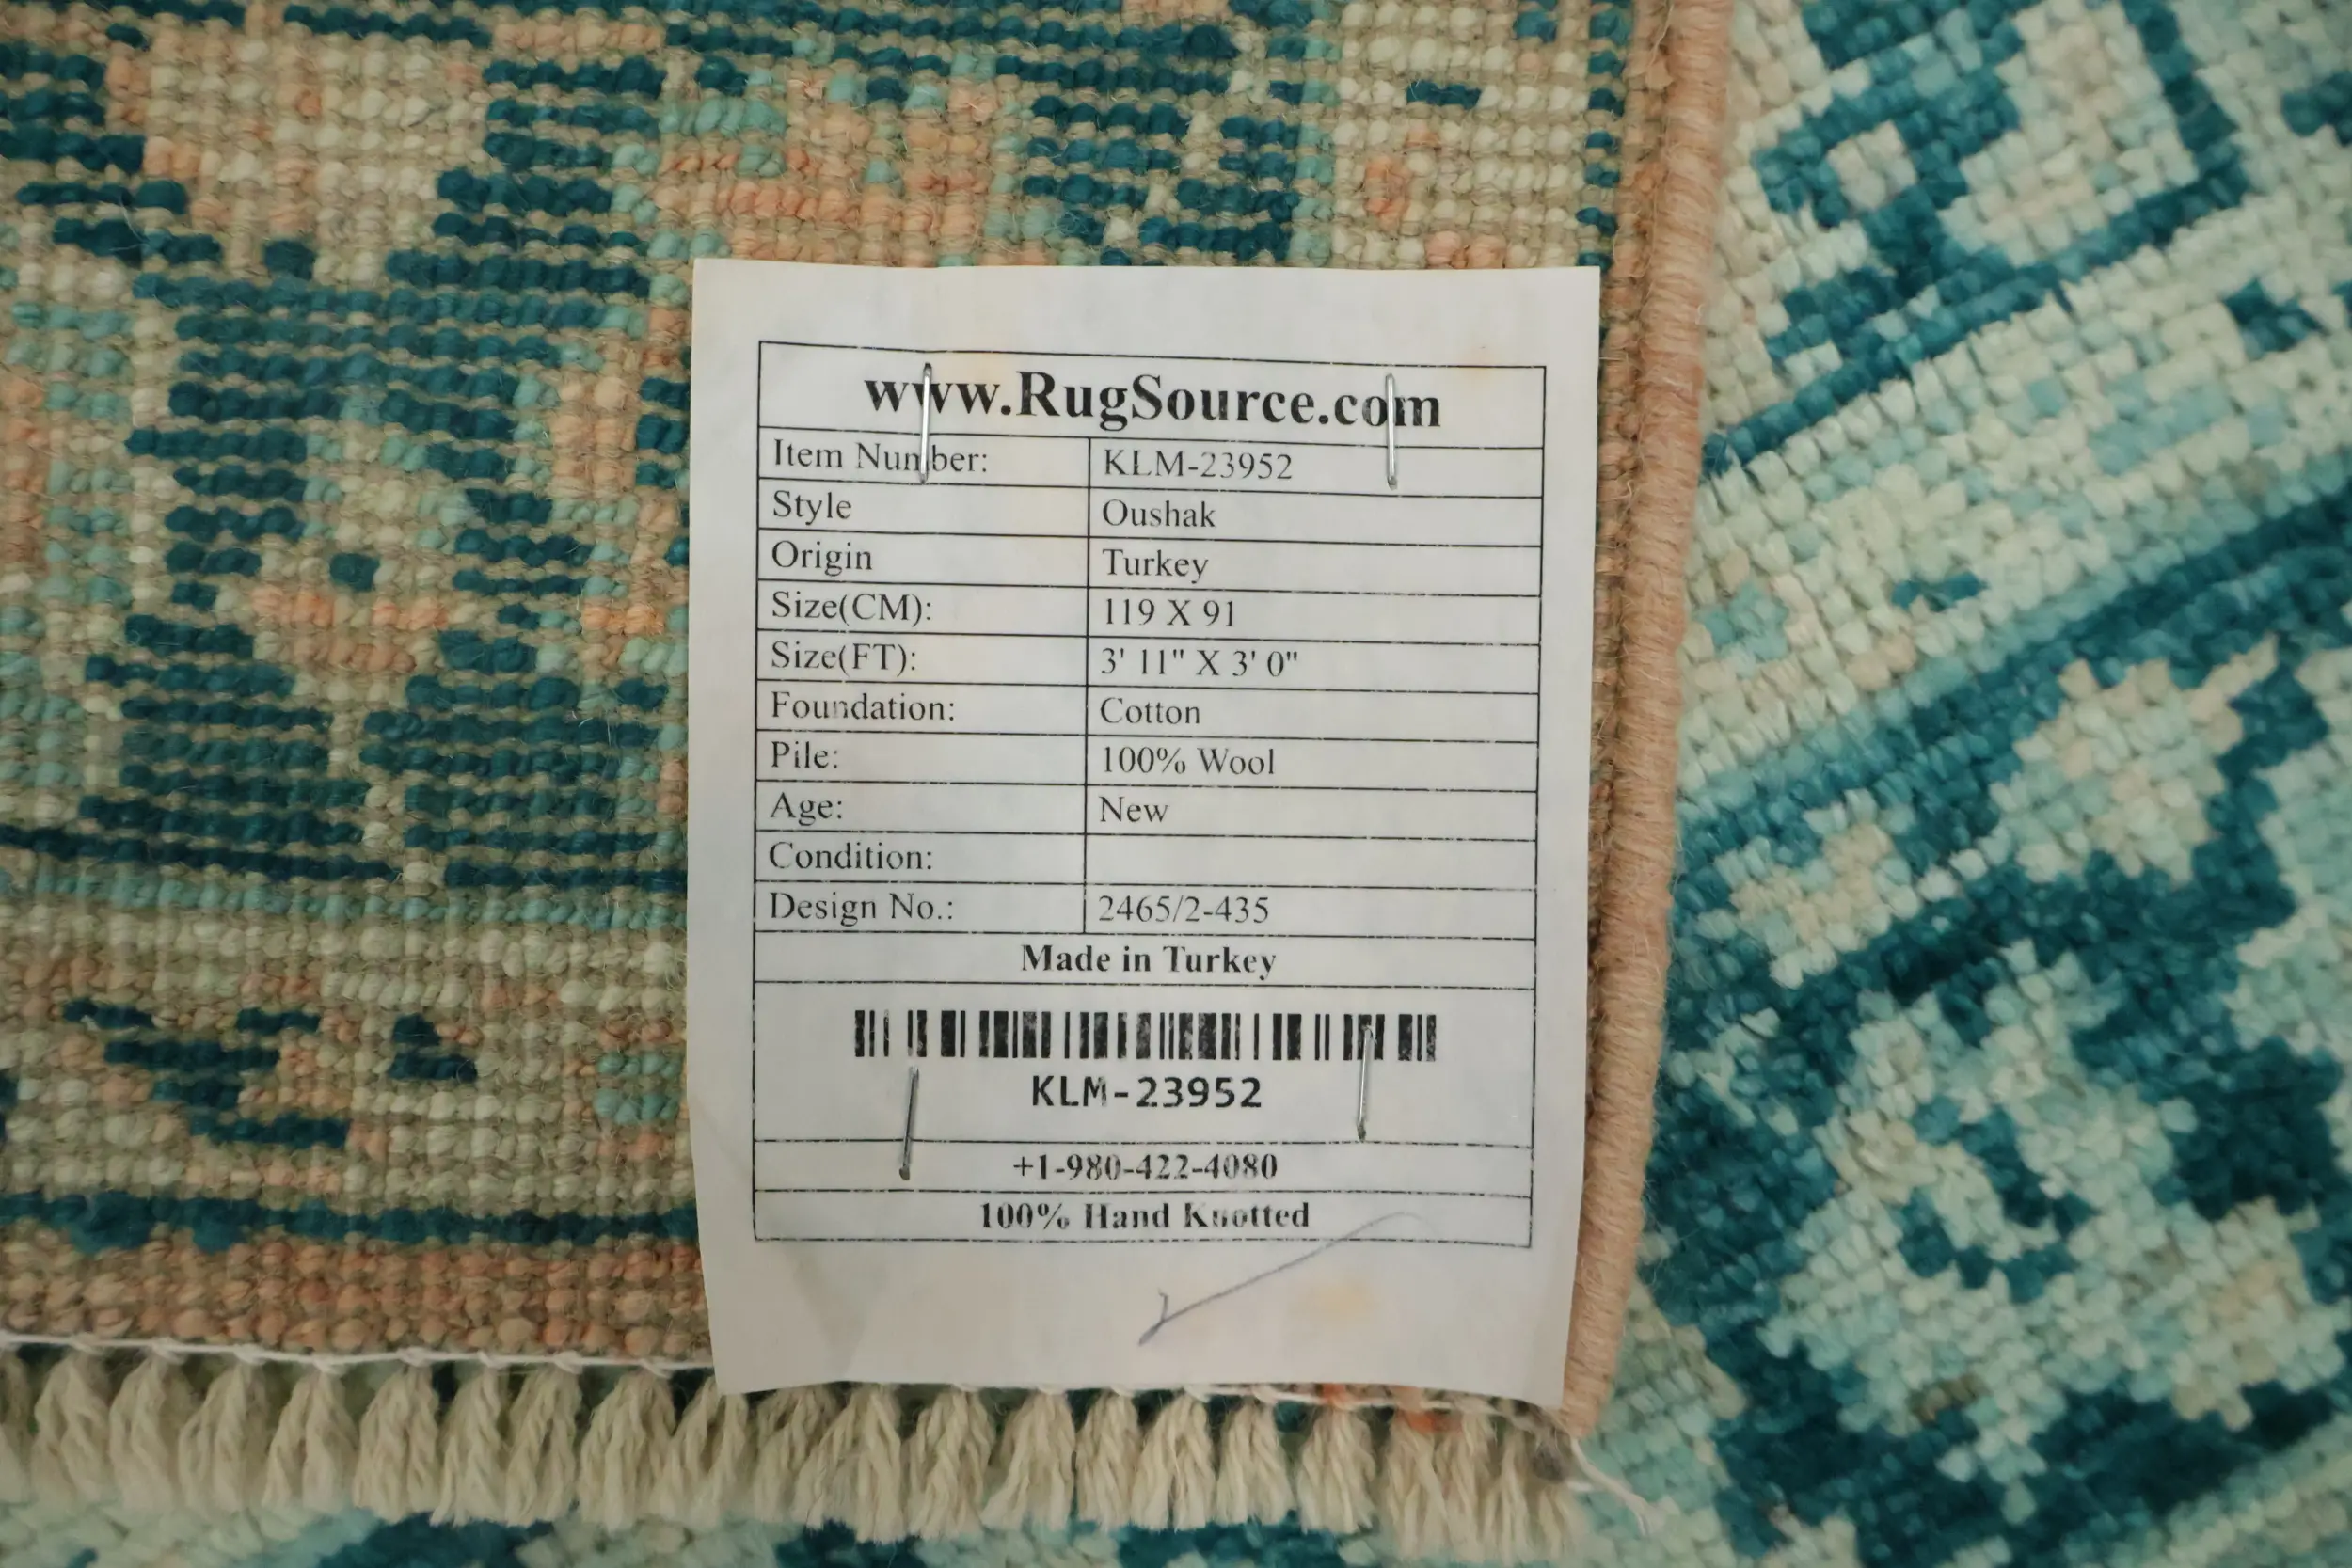 www.RugSource.com
Item Number: KLM-23952
Style Oushak
Origin Turkey
Size(CM): 119 X 91
Size(FT): 3' 11" X 3' 0"
Foundation: Cotton
Pile: 100% Wool
Age: New
Condition:
Design No.: 2465/2-435
Made in Turkey
KLM-23952
+1-980-422-4080
100% Hand Knotted